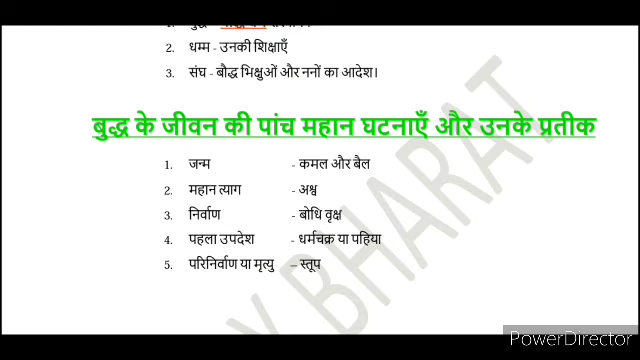 2. धम्म - उनकी शिक्षाएँ
3. संघ - बौद्ध भिक्षुओं और ननों का आदेश।
बुद्ध के जीवन की पांच महान घटनाएँ और उनके प्रतीक
1. जन्म - कमल और बैल
2. महान त्याग - अश्व
3. निर्वाण - बोधि वृक्ष
4. पहला उपदेश - धर्मचक्र या पहिया
5. परिनिर्वाण या मृत्यु – स्तूप
BHARAT
PowerDirector